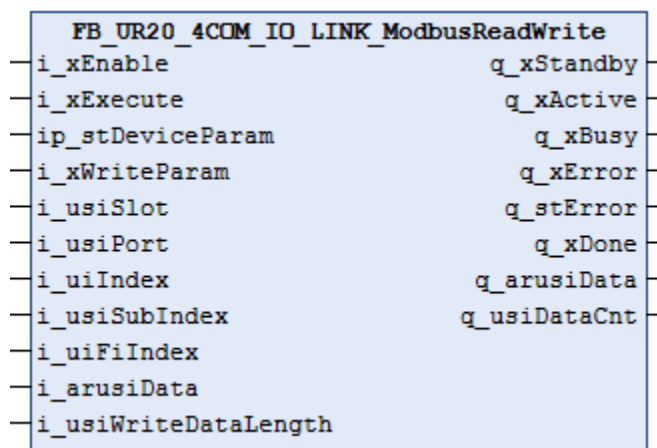 FB_UR20_4COM_IO_LINK_ModbusReadWrite
i_xEnable q_xStandby
i_xExecute q_xActive
ip_stDeviceParam q_xBusy
i_xWriteParam q_xError
i_usiSlot q_stError
i_usiPort q_xDone
i_uiIndex q_arusiData
i_usiSubIndex q_usiDataCnt
i_uiFiIndex
i_arusiData
i_usiWriteDataLength